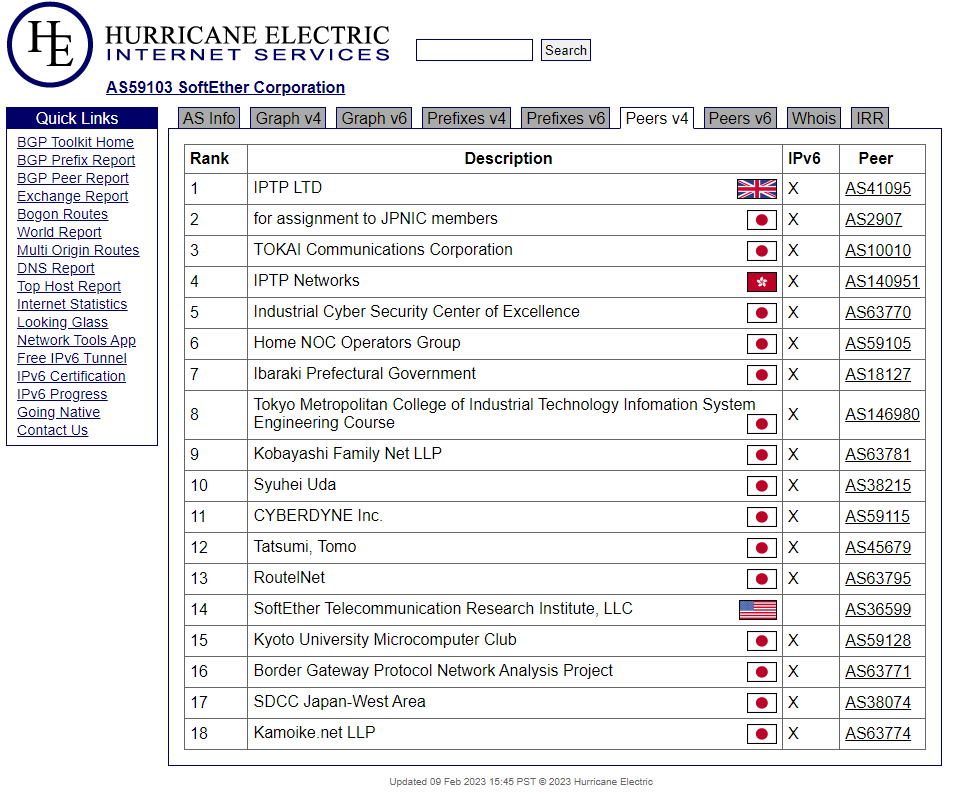 HE
HURRICANE ELECTRIC
INTERNET SERVICES
Search
AS59103 SoftEther Corporation
Quick Links
BGP Toolkit Home
BGP Prefix Report
BGP Peer Report
Exchange Report
Bogon Routes
World Report
Multi Origin Routes
DNS Report
Top Host Report
Internet Statistics
Looking Glass
Network Tools App
Free IPv6 Tunnel
IPv6 Certification
IPv6 Progress
Going Native
Contact Us
AS Info Graph v4 Graph v6 Prefixes v4 Prefixes v6 Peers v4 Peers v6 Whois IRR
Rank Description IPv6 Peer
1 IPTP LTD X AS41095
2 for assignment to JPNIC members X AS2907
3 TOKAI Communications Corporation X AS10010
4 IPTP Networks X AS140951
5 Industrial Cyber Security Center of Excellence X AS63770
6 Home NOC Operators Group X AS59105
7 Ibaraki Prefectural Government X AS18127
8 Tokyo Metropolitan College of Industrial Technology Infomation System
Engineering Course X AS146980
9 Kobayashi Family Net LLP X AS63781
10 Syuhei Uda X AS38215
11 CYBERDYNE Inc. X AS59115
12 Tatsumi, Tomo X AS45679
13 RouteINet X AS63795
14 SoftEther Telecommunication Research Institute, LLC AS36599
15 Kyoto University Microcomputer Club X AS59128
16 Border Gateway Protocol Network Analysis Project X AS63771
17 SDCC Japan-West Area X AS38074
18 Kamoike.net LLP X AS63774
Updated 09 Feb 2023 15:45 PST © 2023 Hurricane Electric